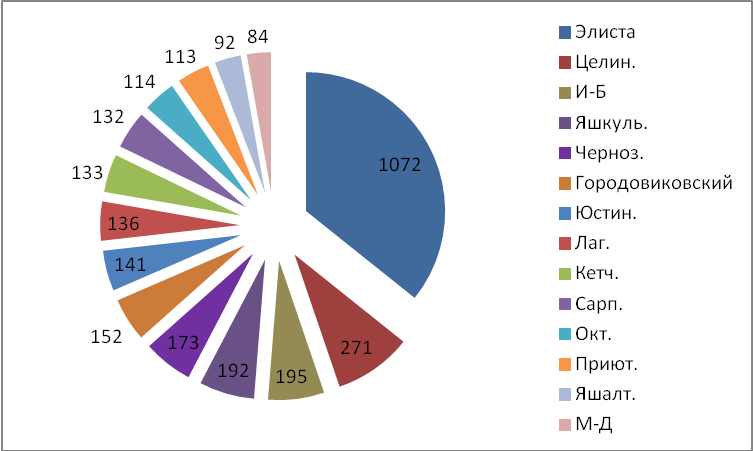 1072
271
195
192
173
152
141
136
133
132
114
113
92
84
Элиста
Целин.
И-Б
Яшкуль.
Черноз.
Городовиковский
Юстин.
Лаг.
Кетч.
Сарп.
Окт.
Приют.
Яшалт.
М-Д